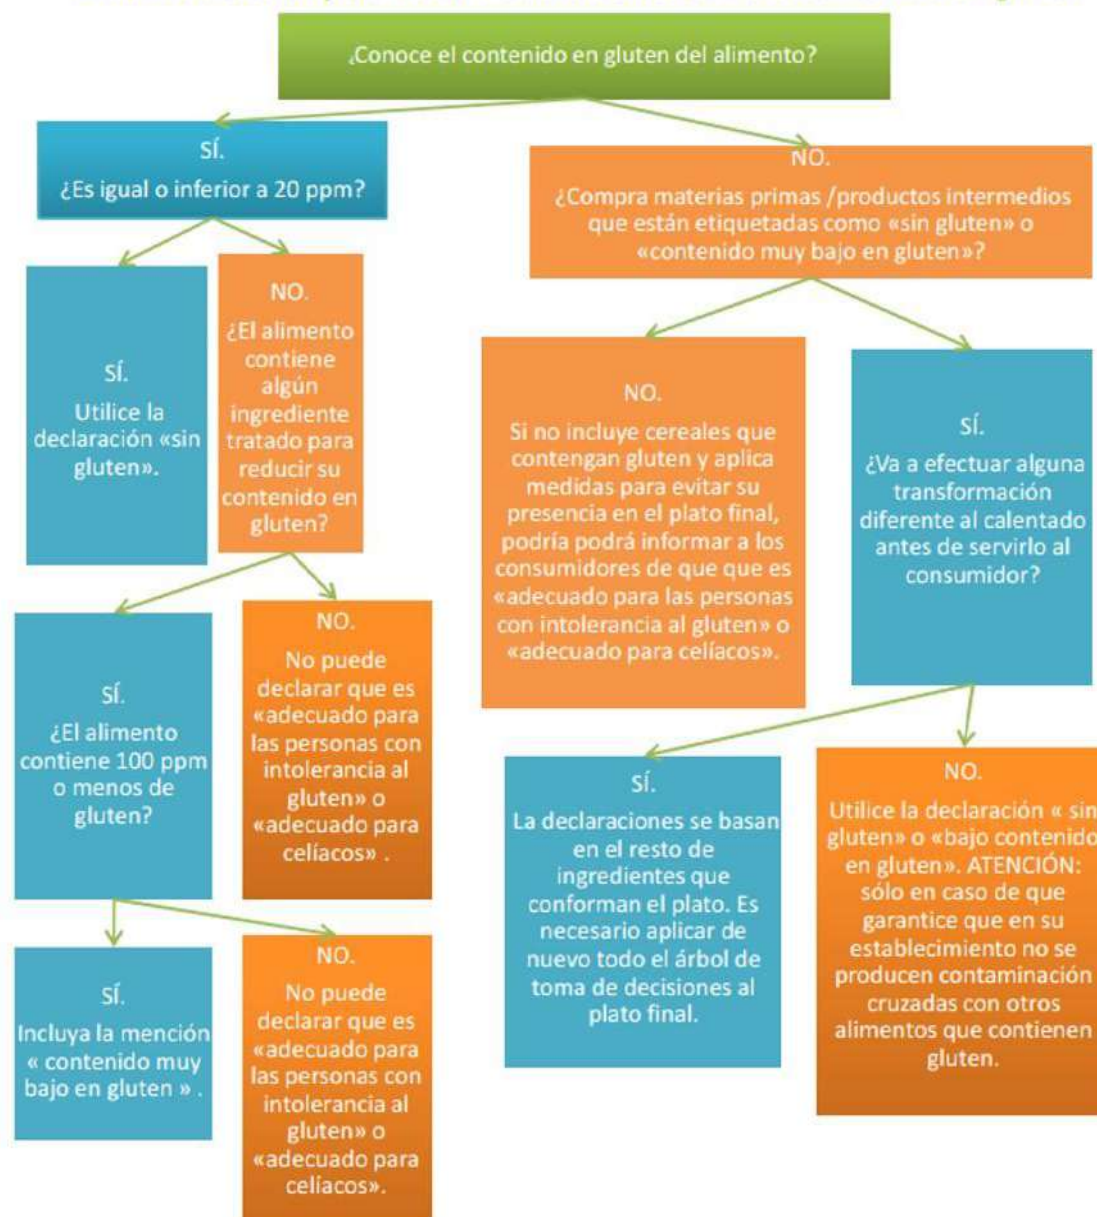 ¿Conoce el contenido en gluten del alimento?
SÍ.
¿Es igual o inferior a 20 ppm?
NO.
¿Compra materias primas /productos intermedios
que están etiquetadas como «sin gluten» o
«contenido muy bajo en gluten»?
SÍ.
Utilice la
declaración «sin
gluten».
NO.
¿El alimento
contiene
algún
ingrediente
tratado para
reducir su
contenido en
gluten?
NO.
Si no incluye cereales que
contengan gluten y aplica
medidas para evitar su
presencia en el plato final,
podría podrá informar a los
consumidores de que que es
«adecuado para las personas
con intolerancia al gluten» o
«adecuado para celíacos».
SÍ.
¿Va a efectuar alguna
transformación
diferente al calentado
antes de servirlo al
consumidor?
SÍ.
¿El alimento
contiene 100 ppm
o menos de
gluten?
NO.
No puede
declarar que es
«adecuado para
las personas con
intolerancia al
gluten» o
«adecuado para
celíacos» .
SÍ.
La declaraciones se basan
en el resto de
ingredientes que
conforman el plato. Es
necesario aplicar de
nuevo todo el árbol de
toma de decisiones al
plato final.
NO.
Utilice la declaración « sin
gluten» o «bajo contenido
en gluten». ATENCIÓN:
sólo en caso de que
garantice que en su
establecimiento no se
producen contaminación
cruzadas con otros
alimentos que contienen
gluten.
SÍ.
Incluya la mención
« contenido muy
bajo en gluten » .
NO.
No puede
declarar que es
«adecuado para
las personas con
intolerancia al
gluten» o
«adecuado para
celíacos».